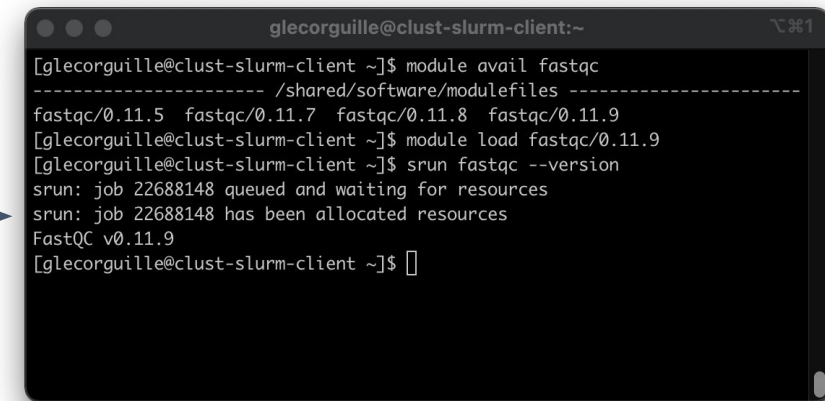 glecorguille@clust-slurm-client:~ ⌥⌘1
[glecorguille@clust-slurm-client ~]$ module avail fastqc
----------------------- /shared/software/modulefiles -----------------------
fastqc/0.11.5  fastqc/0.11.7  fastqc/0.11.8  fastqc/0.11.9
[glecorguille@clust-slurm-client ~]$ module load fastqc/0.11.9
[glecorguille@clust-slurm-client ~]$ srun fastqc --version
srun: job 22688148 queued and waiting for resources
srun: job 22688148 has been allocated resources
FastQC v0.11.9
[glecorguille@clust-slurm-client ~]$